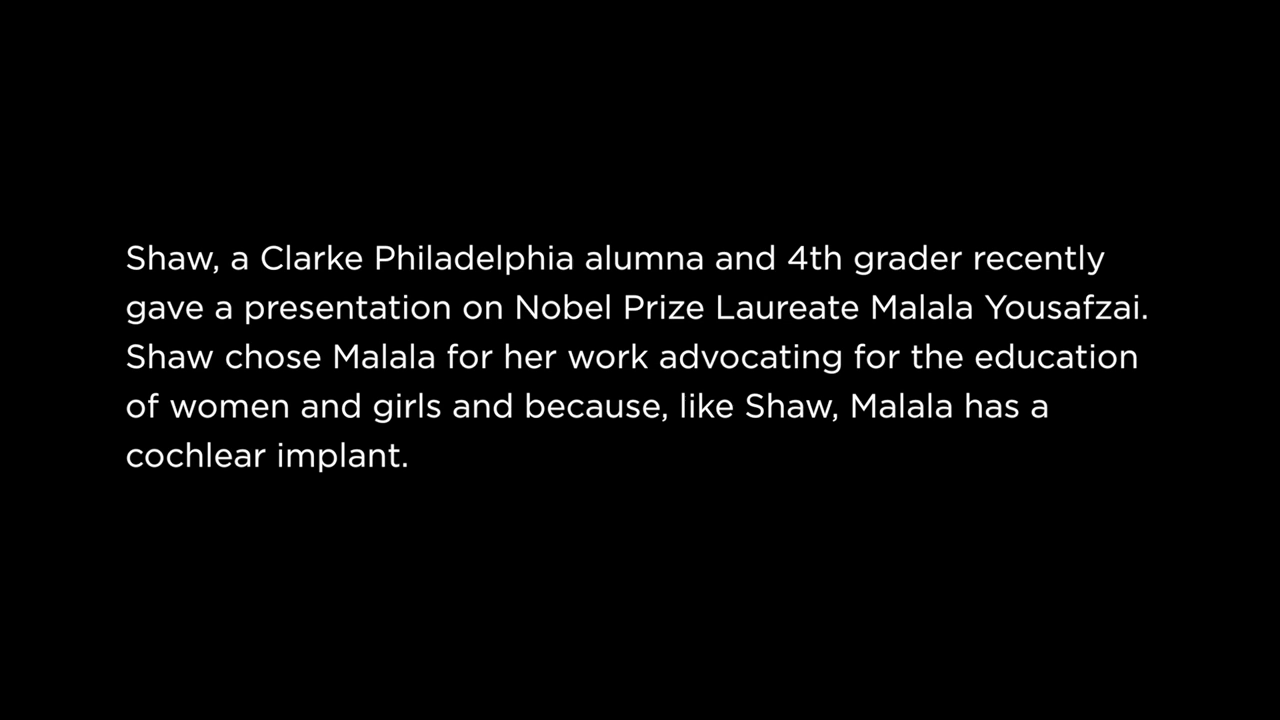 Shaw, a Clarke Philadelphia alumna and 4th grader recently
gave a presentation on Nobel Prize Laureate Malala Yousafzai.
Shaw chose Malala for her work advocating for the education
of women and girls and because, like Shaw, Malala has a
cochlear implant.